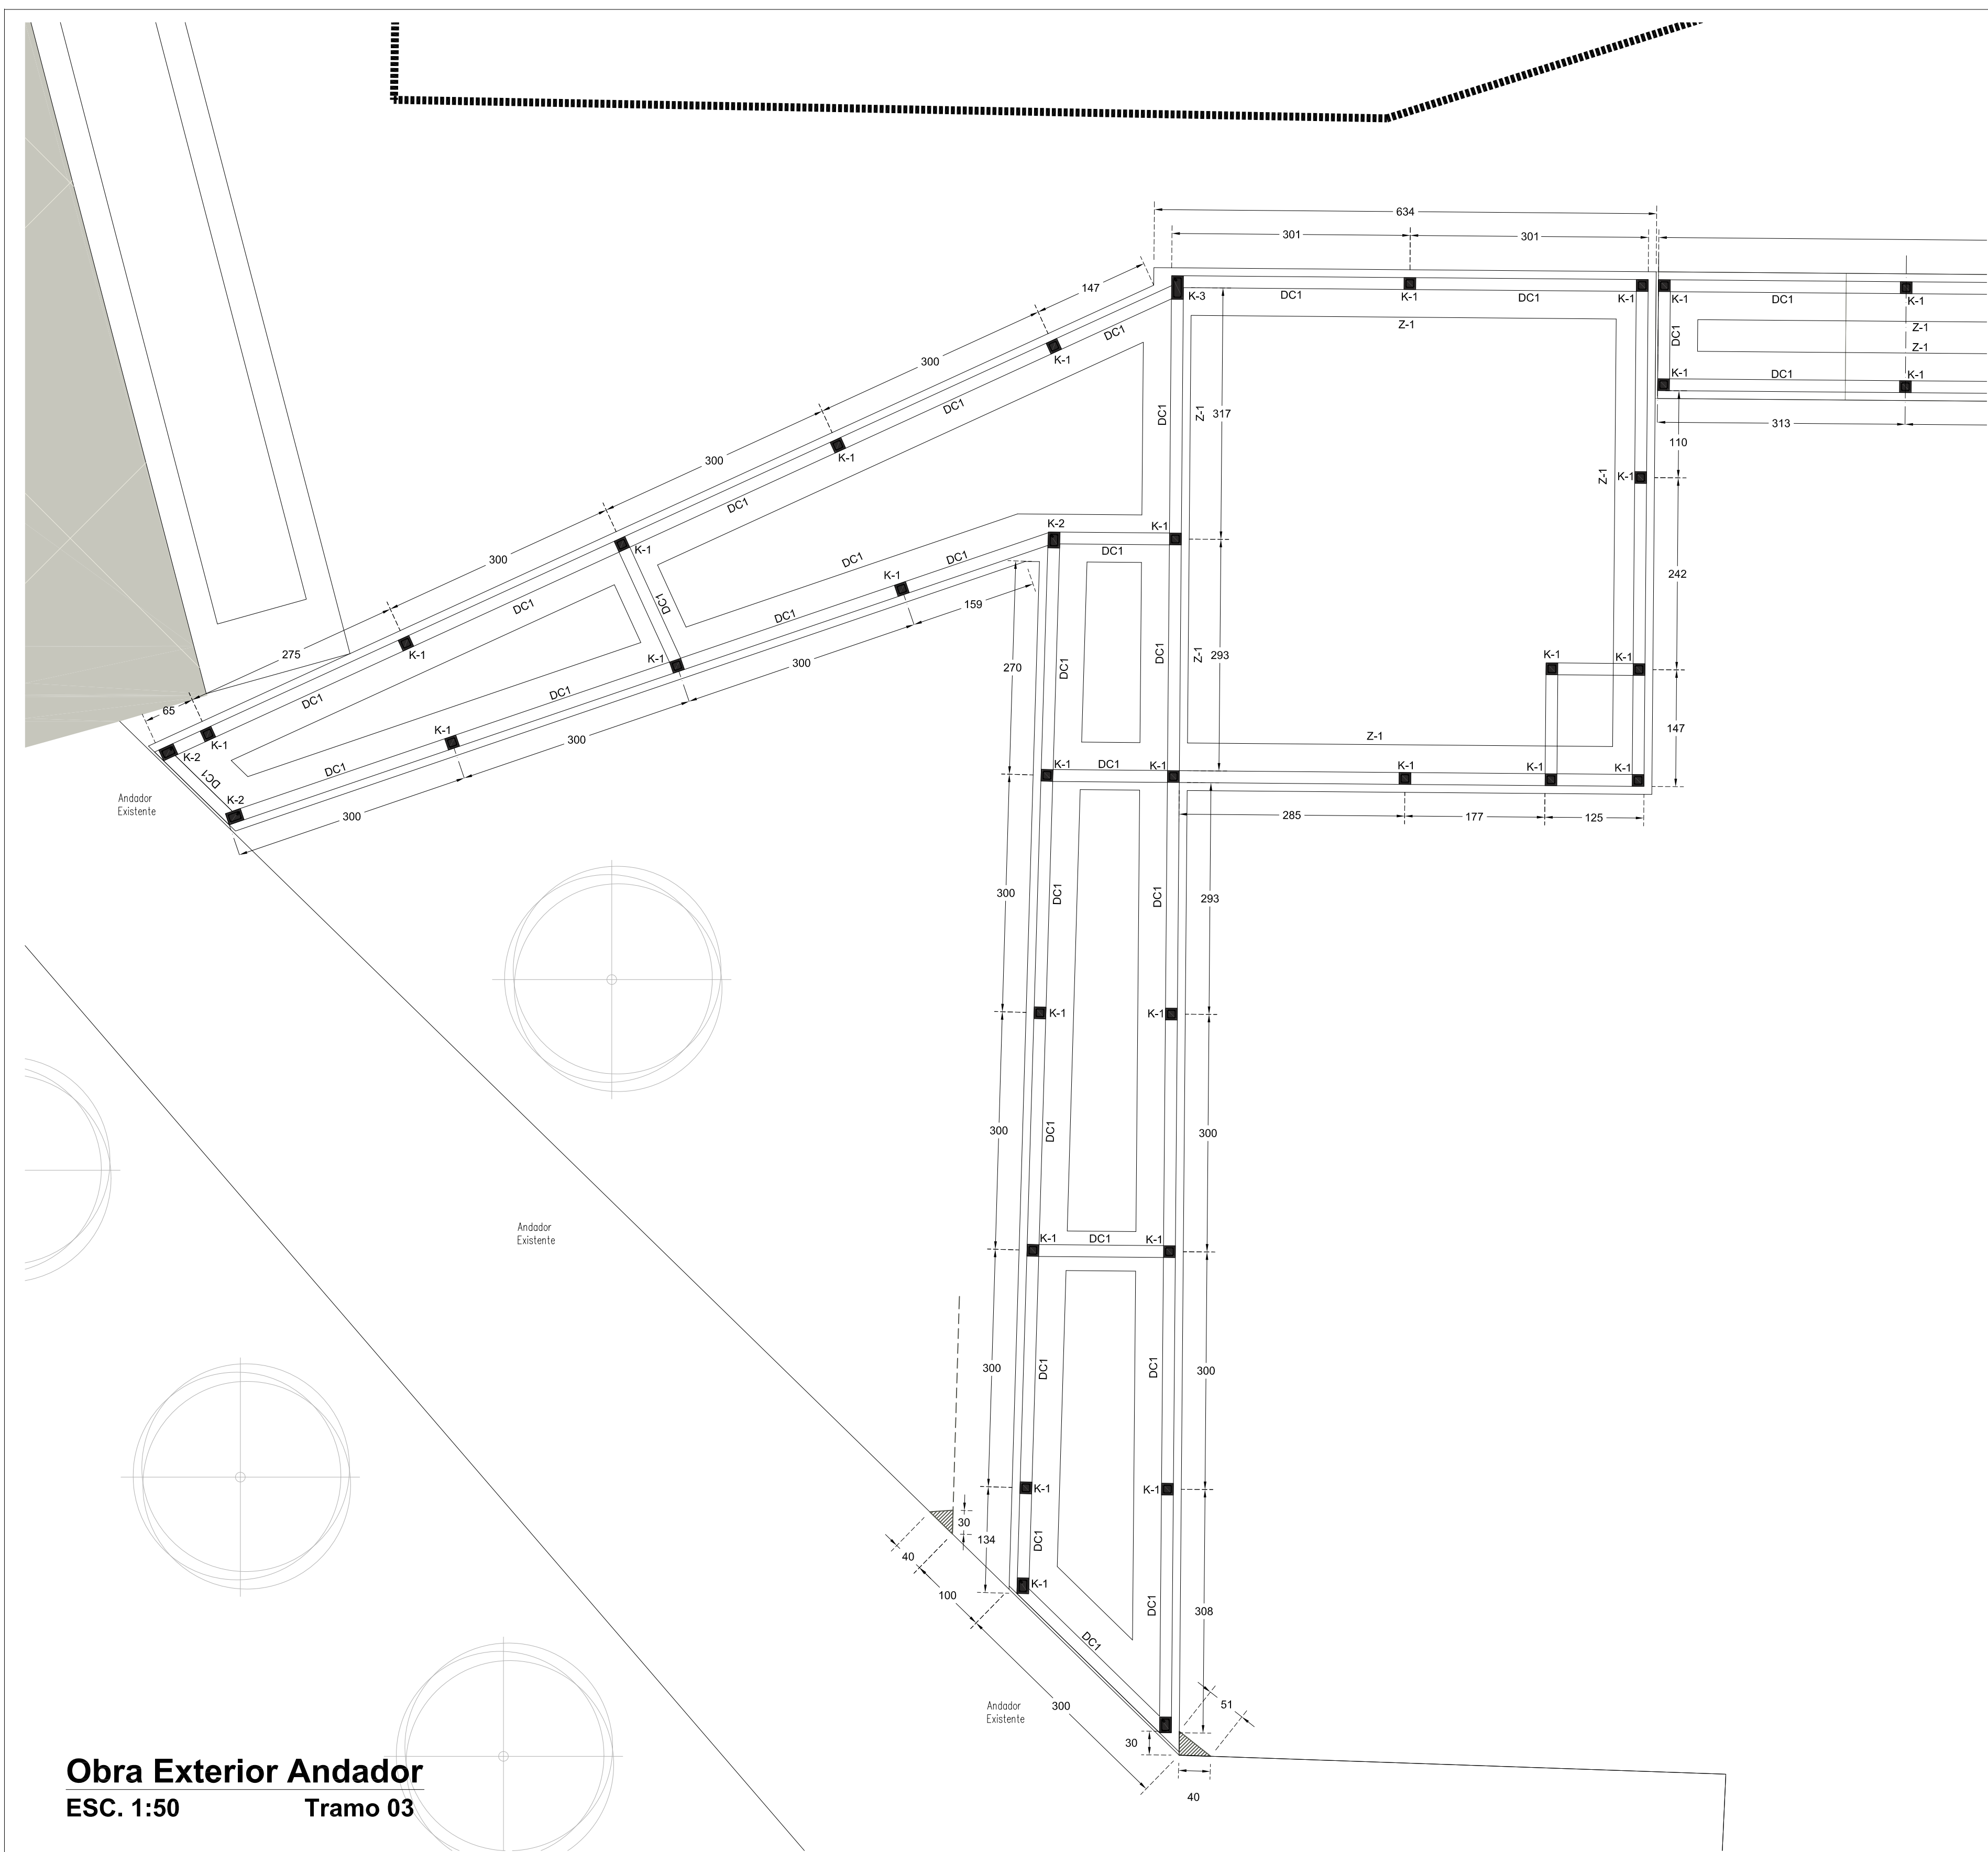 634
301
301
147
K-3
DC1
K-1
DC1
K-1
K-1
DC1
K-1
Z-1
Z-1
Z-1
DC1
K-1
DC1
K-1
DC1
K-1
300
DC1
K-1
DC1
DC1
Z-1
317
313
110
300
K-1
DC1
Z-1
K-1
242
300
K-1
DC1
DC1
K-2
K-1
DC1
DC1
K-1
DC1
DC1
159
275
K-1
DC1
K-1
300
270
DC1
DC1
Z-1
293
K-1
K-1
65
K-1
K-2
DC1
DC1
K-1
300
DC1
K-2
300
147
Z-1
K-1
DC1
K-1
K-1
K-1
285
177
125
Andador
Existente
300
DC1
DC1
293
K-1
K-1
300
DC1
300
Andador
Existente
K-1
DC1
K-1
300
DC1
DC1
300
K-1
K-1
30
134
DC1
40
K-1
100
DC1
308
DC1
Andador
Existente
300
51
30
40
Obra Exterior Andador
ESC. 1:50 Tramo 03